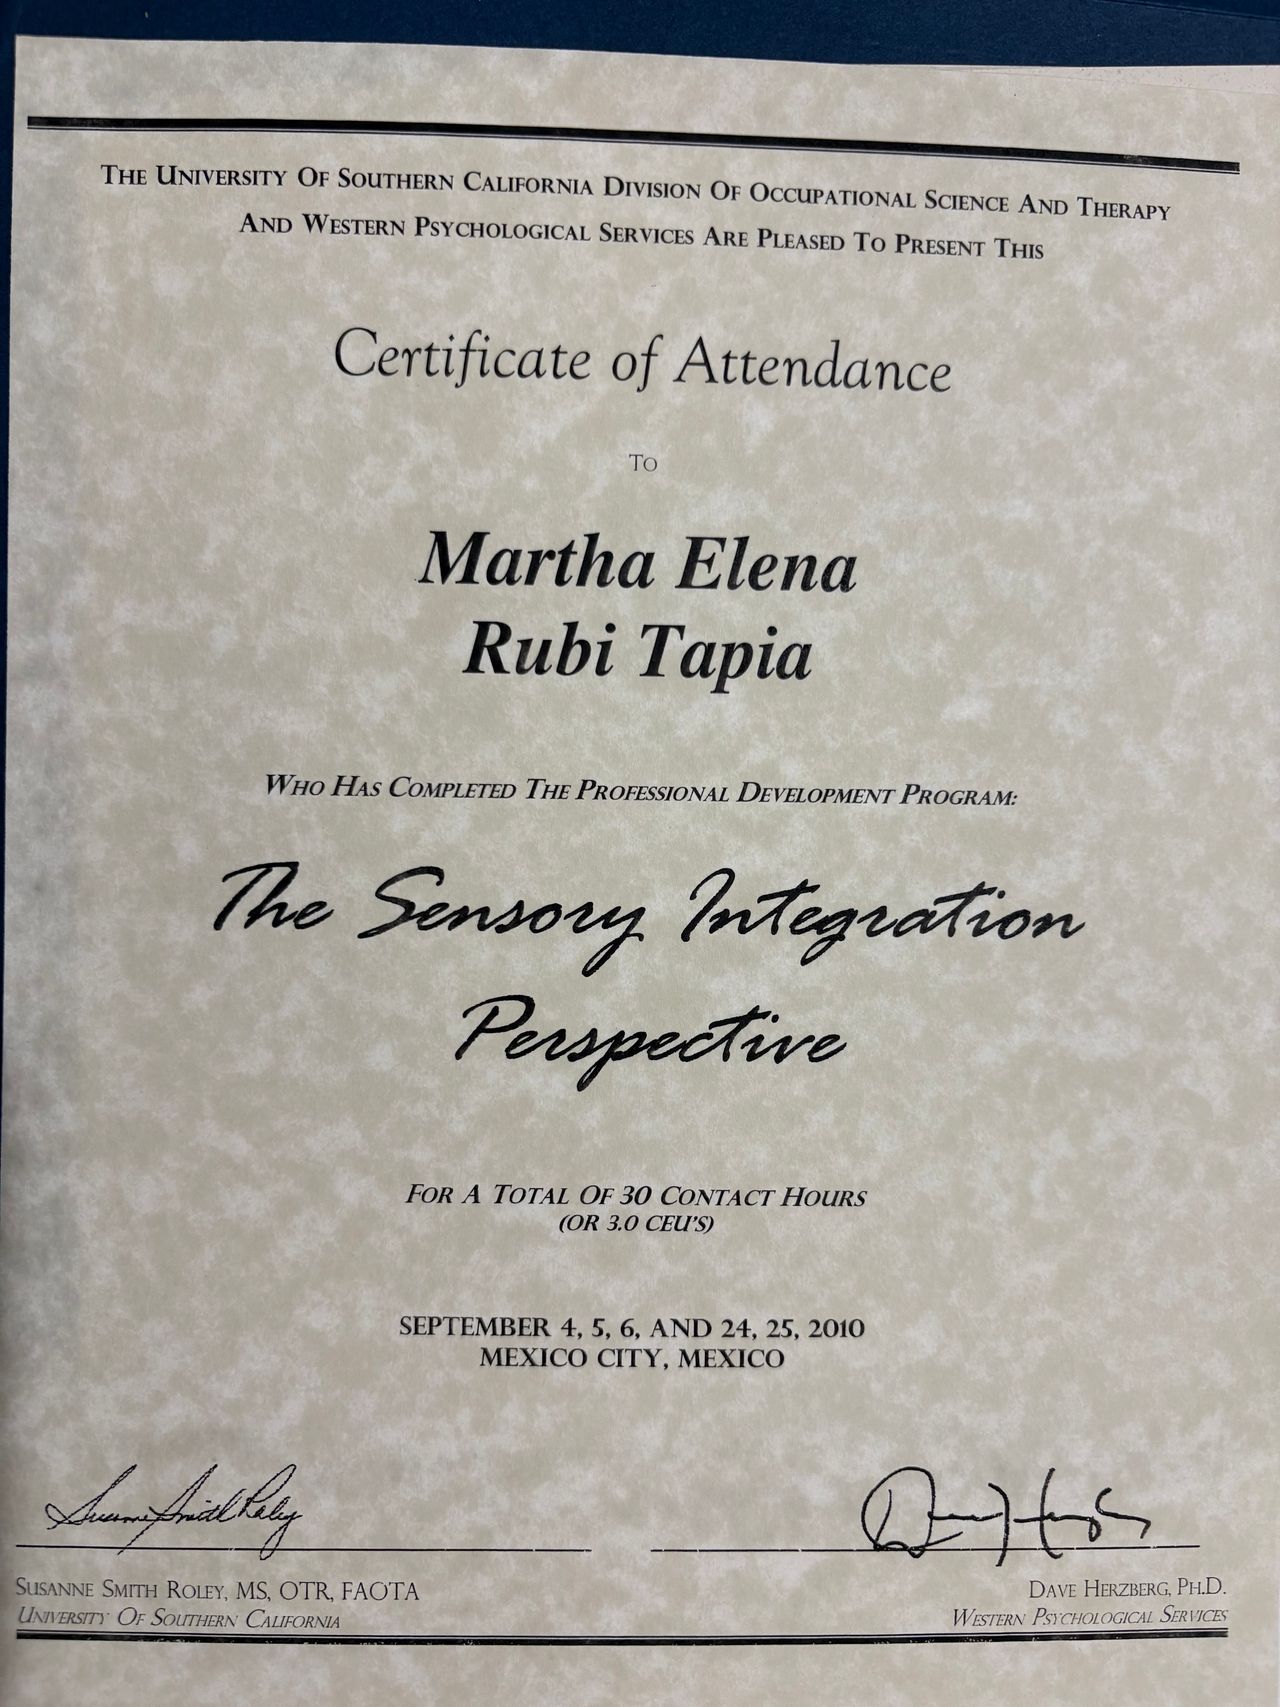 THE UNIVERSITY OF SOUTHERN CALIFORNIA DIVISION OF OCCUPATIONAL SCIENCE AND THERAPY
AND WESTERN PSYCHOLOGICAL SERVICES ARE PLEASED TO PRESENT THIS
Certificate of Attendance
TO
Martha Elena
Rubi Tapia
WHO HAS COMPLETED THE PROFESSIONAL DEVELOPMENT PROGRAM:
The Sensory Integration
Perspective
FOR A TOTAL OF 30 CONTACT HOURS
(OR 3.0 CEU'S)
SEPTEMBER 4, 5, 6, AND 24, 25, 2010
MEXICO CITY, MEXICO
Susanne Smith Roley
SUSANNE SMITH ROLEY, MS, OTR, FAOTA
UNIVERSITY OF SOUTHERN CALIFORNIA
DAVE HERZBERG, PH.D.
WESTERN PSYCHOLOGICAL SERVICES